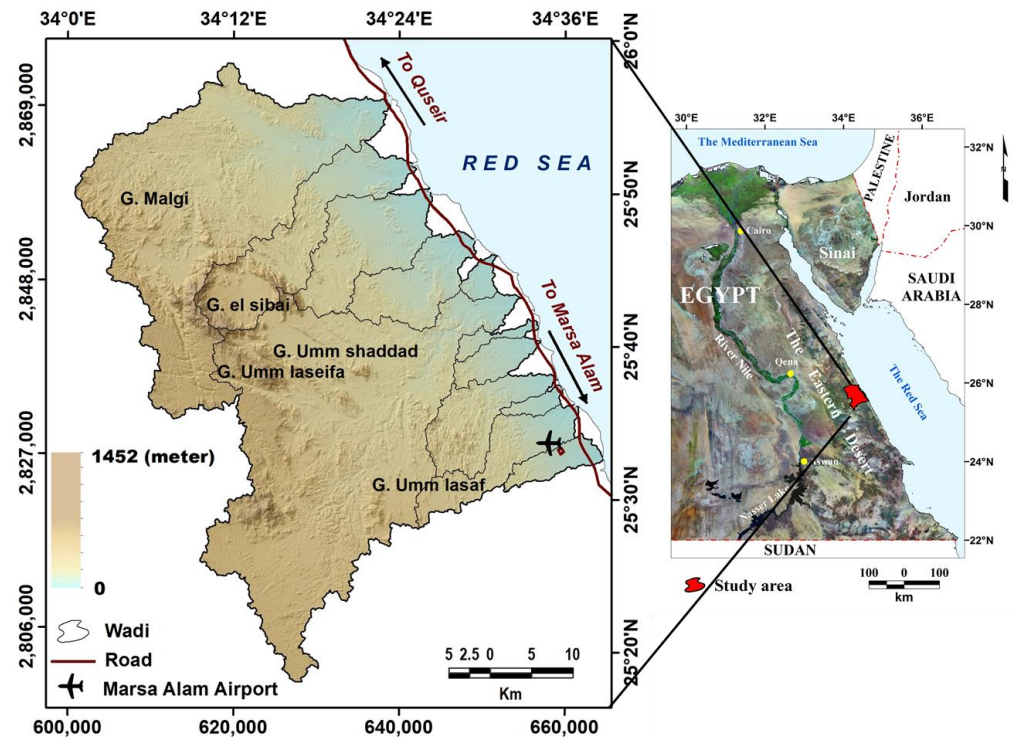 34°0'E 34°12'E 34°24'E 34°36'E
26°0'N
25°50'N
25°40'N
25°30'N
25°20'N
2,869,000
2,848,000
2,827,000
2,806,000
600,000 620,000 640,000 660,000
To Quseir
RED SEA
To Marsa Alam
G. Malgi
G. el sibai
G. Umm shaddad
G. Umm laseifa
G. Umm lasaf
1452 (meter)
0
Wadi
Road
Marsa Alam Airport
5 2.5 0 5 10
Km
30°E 32°E 34°E 36°E
32°N
30°N
28°N
26°N
24°N
22°N
The Mediterranean Sea
PALESTINE
Jordan
Cairo
Sinai
SAUDI
ARABIA
EGYPT
River Nile
Qena
The Eastern Desert
The Red Sea
Aswan
Nasser Lake
SUDAN
100 0 100
km
Study area